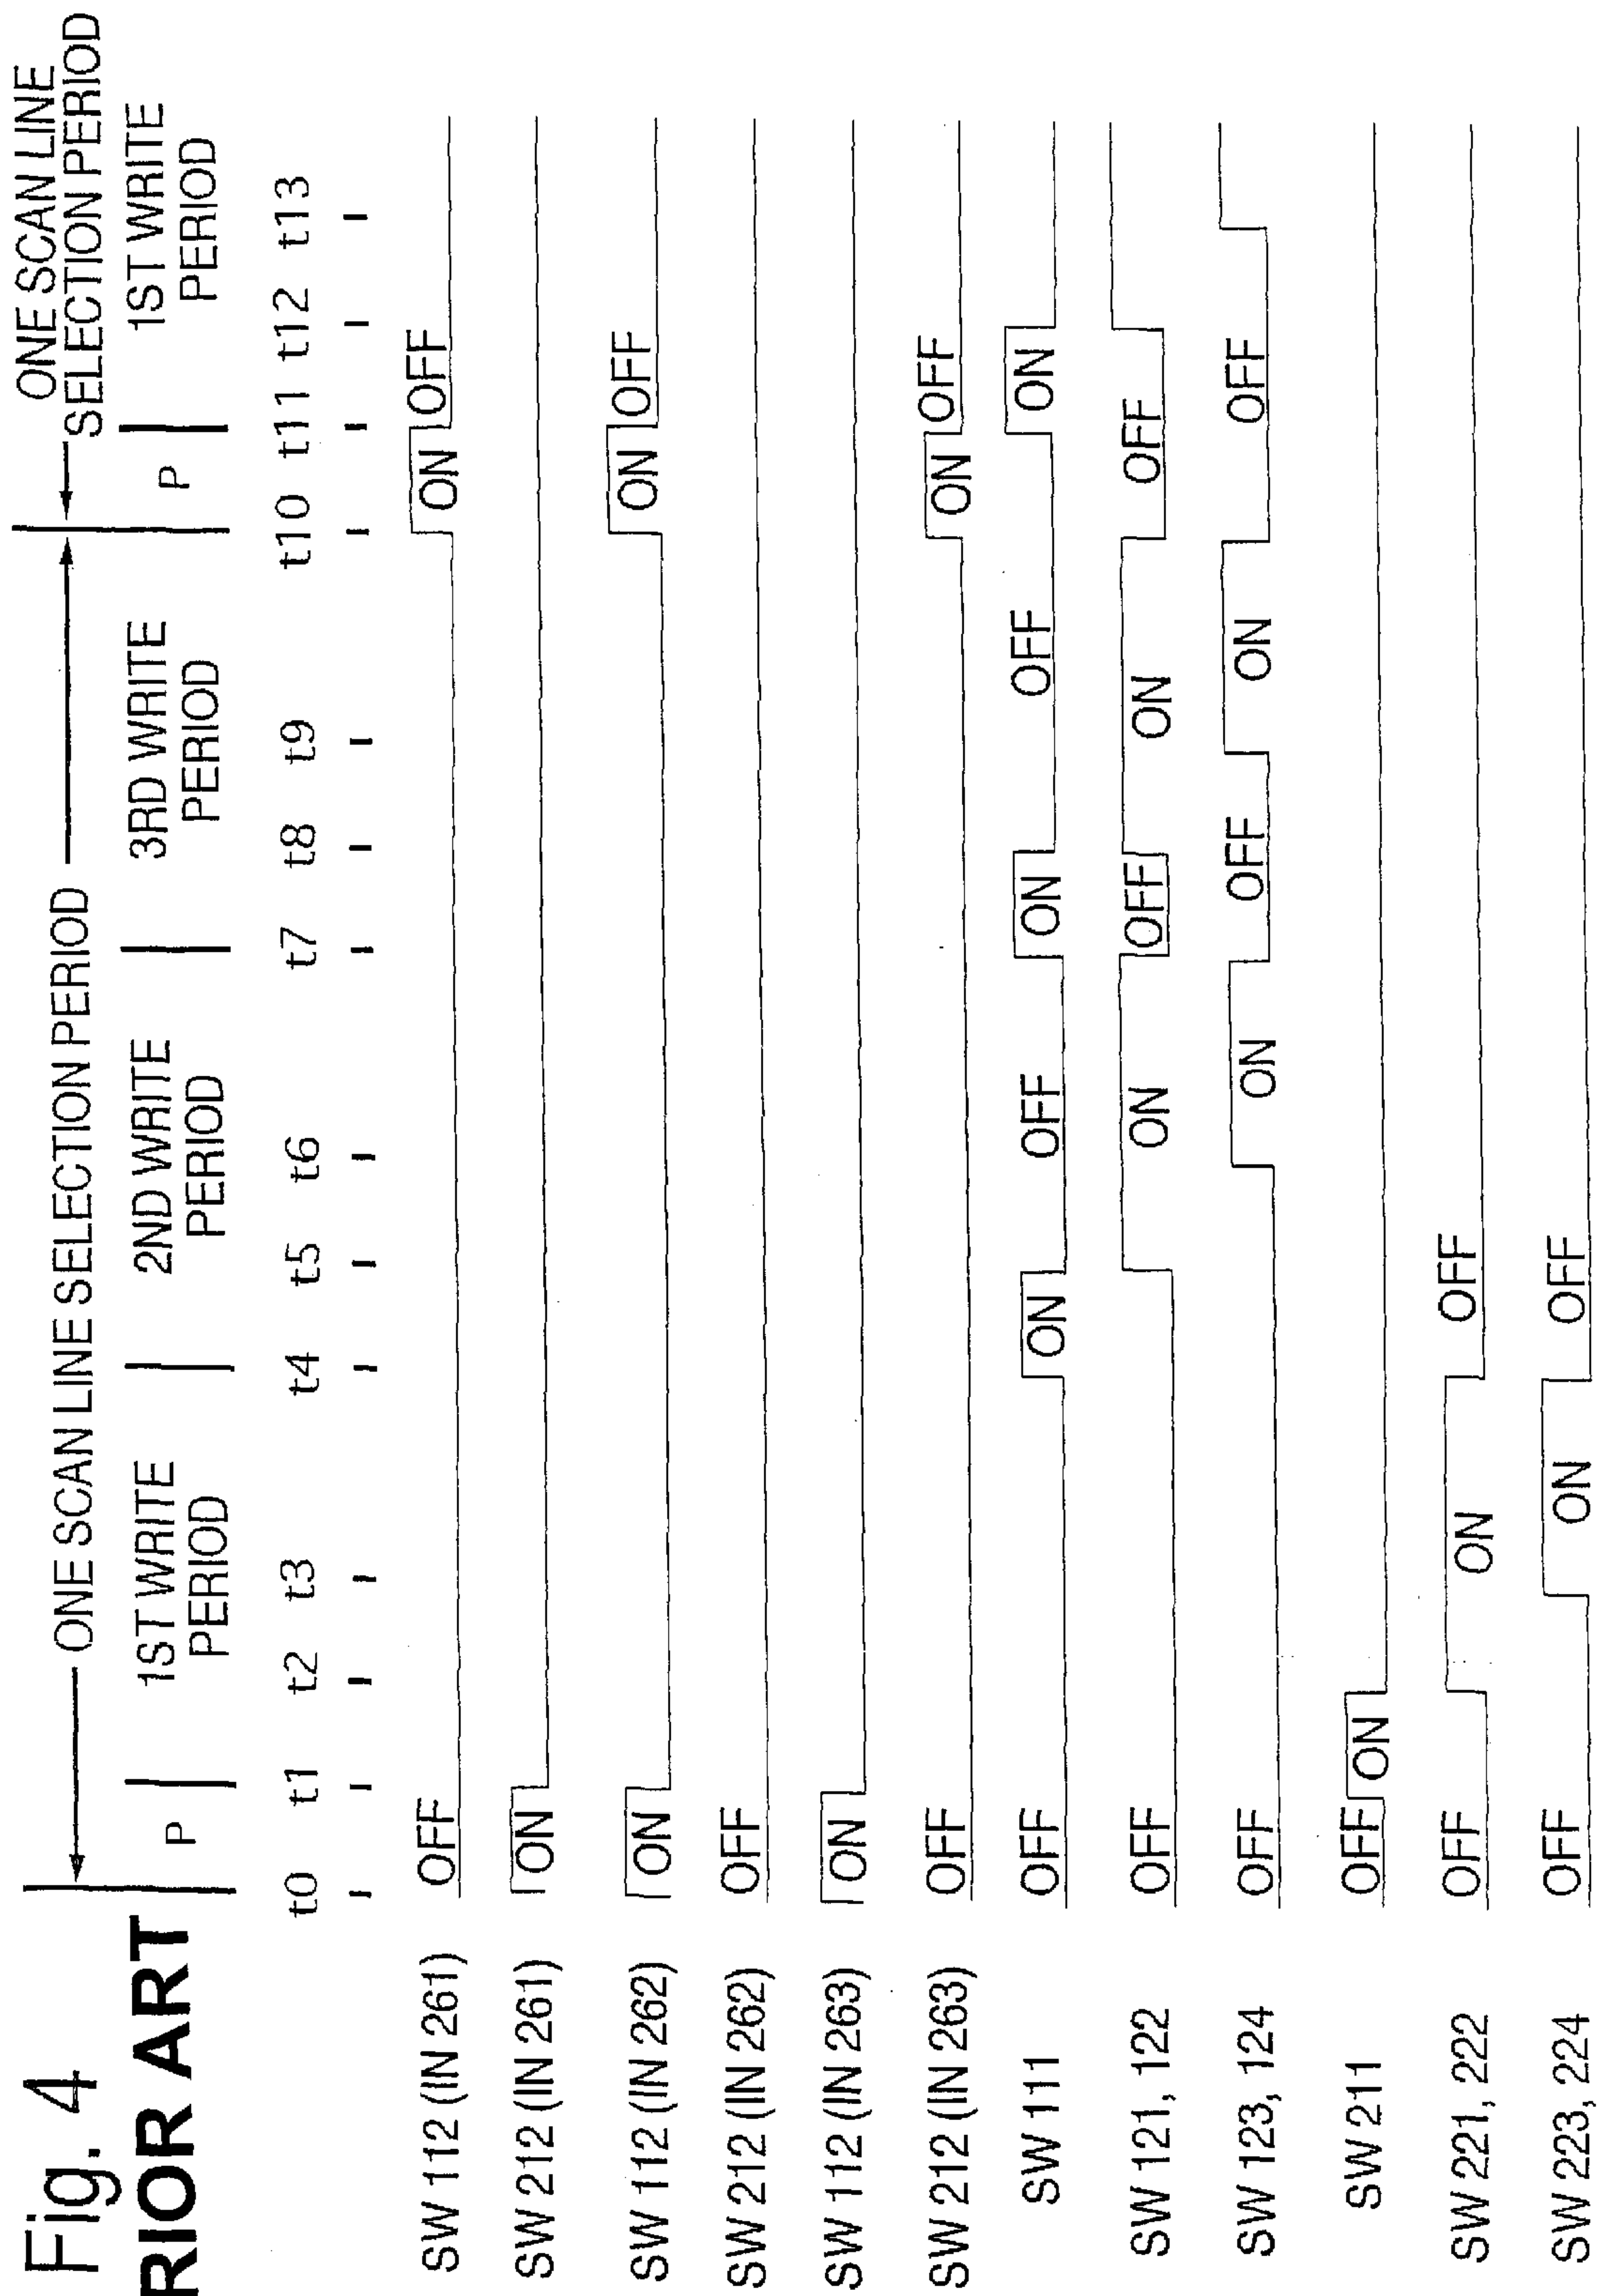 Fig. 4
RIOR ART
ONE SCAN LINE SELECTION PERIOD
ONE SCAN LINE
SELECTION PERIOD
P
1ST WRITE
PERIOD
2ND WRITE
PERIOD
3RD WRITE
PERIOD
P
1ST WRITE
PERIOD
t0 t1 t2 t3 t4 t5 t6 t7 t8 t9 t10 t11 t12 t13
SW 112 (IN 261) OFF ON OFF
SW 212 (IN 261) ON
SW 112 (IN 262) ON ON OFF
SW 212 (IN 262) OFF
SW 112 (IN 263) ON
SW 212 (IN 263) OFF ON OFF
SW 111 OFF ON OFF ON OFF ON
SW 121, 122 OFF ON OFF ON OFF
SW 123, 124 OFF ON OFF ON OFF
SW 211 OFF ON
SW 221, 222 OFF ON OFF
SW 223, 224 OFF ON OFF